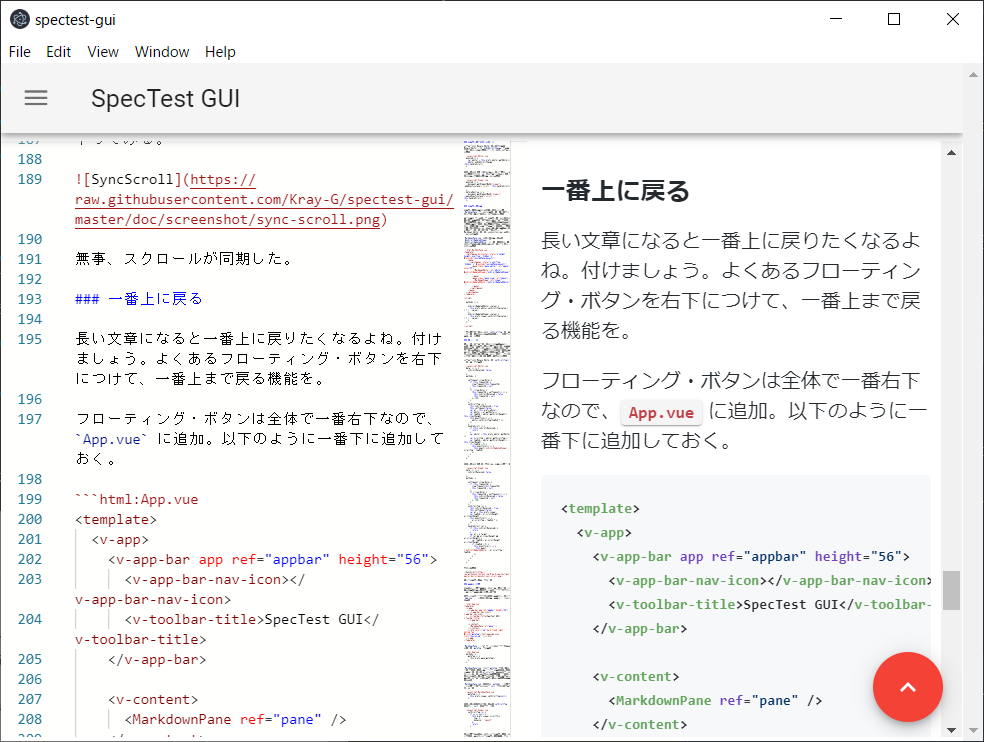 spectest-gui
File Edit View Window Help
SpecTest GUI
187
188
189 ![SyncScroll](https://
raw.githubusercontent.com/Kray-G/spectest-gui/
master/doc/screenshot/sync-scroll.png)
190
191 無事、スクロールが同期した。
192
193 ### 一番上に戻る
194
195 長い文章になると一番上に戻りたくなるよね。付け
ましょう。よくあるフローティング・ボタンを右下
につけて、一番上まで戻る機能を。
196
197 フローティング・ボタンは全体で一番右下なので、
`App.vue` に追加。以下のように一番下に追加して
おく。
198
199 ```html:App.vue
200 <template>
201 <v-app>
202 <v-app-bar app ref="appbar" height="56">
203 <v-app-bar-nav-icon></
v-app-bar-nav-icon>
204 <v-toolbar-title>SpecTest GUI</
v-toolbar-title>
205 </v-app-bar>
206
207 <v-content>
208 <MarkdownPane ref="pane" />
一番上に戻る
長い文章になると一番上に戻りたくなるよ
ね。付けましょう。よくあるフローティン
グ・ボタンを右下につけて、一番上まで戻
る機能を。
フローティング・ボタンは全体で一番右下
なので、 App.vue に追加。以下のように一
番下に追加しておく。
<template>
<v-app>
<v-app-bar app ref="appbar" height="56">
<v-app-bar-nav-icon></v-app-bar-nav-icon>
<v-toolbar-title>SpecTest GUI</v-toolbar-
</v-app-bar>
<v-content>
<MarkdownPane ref="pane" />
</v-content>